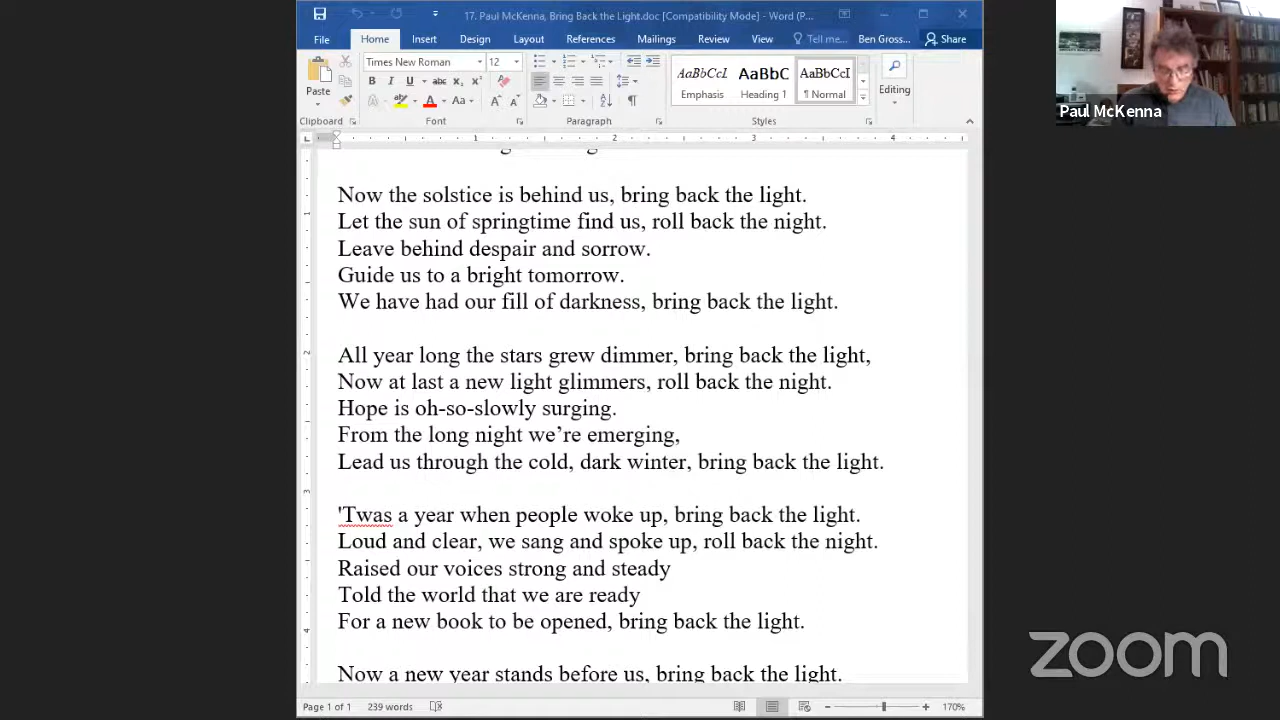 17. Paul McKenna, Bring Back the Light.doc [Compatibility Mode] - Word (P...
File Home Insert Design Layout References Mailings Review View Tell me... Ben Gross... Share
Times New Roman 12
Paste
AaBbCcI AaBbC AaBbCcI
Emphasis Heading 1 ¶ Normal
Editing
Clipboard Font Paragraph Styles
1 2 3 4
Paul McKenna
Now the solstice is behind us, bring back the light.
Let the sun of springtime find us, roll back the night.
Leave behind despair and sorrow.
Guide us to a bright tomorrow.
We have had our fill of darkness, bring back the light.
All year long the stars grew dimmer, bring back the light,
Now at last a new light glimmers, roll back the night.
Hope is oh-so-slowly surging.
From the long night we’re emerging,
Lead us through the cold, dark winter, bring back the light.
'Twas a year when people woke up, bring back the light.
Loud and clear, we sang and spoke up, roll back the night.
Raised our voices strong and steady
Told the world that we are ready
For a new book to be opened, bring back the light.
Now a new year stands before us, bring back the light.
zoom
Page 1 of 1 239 words 170%